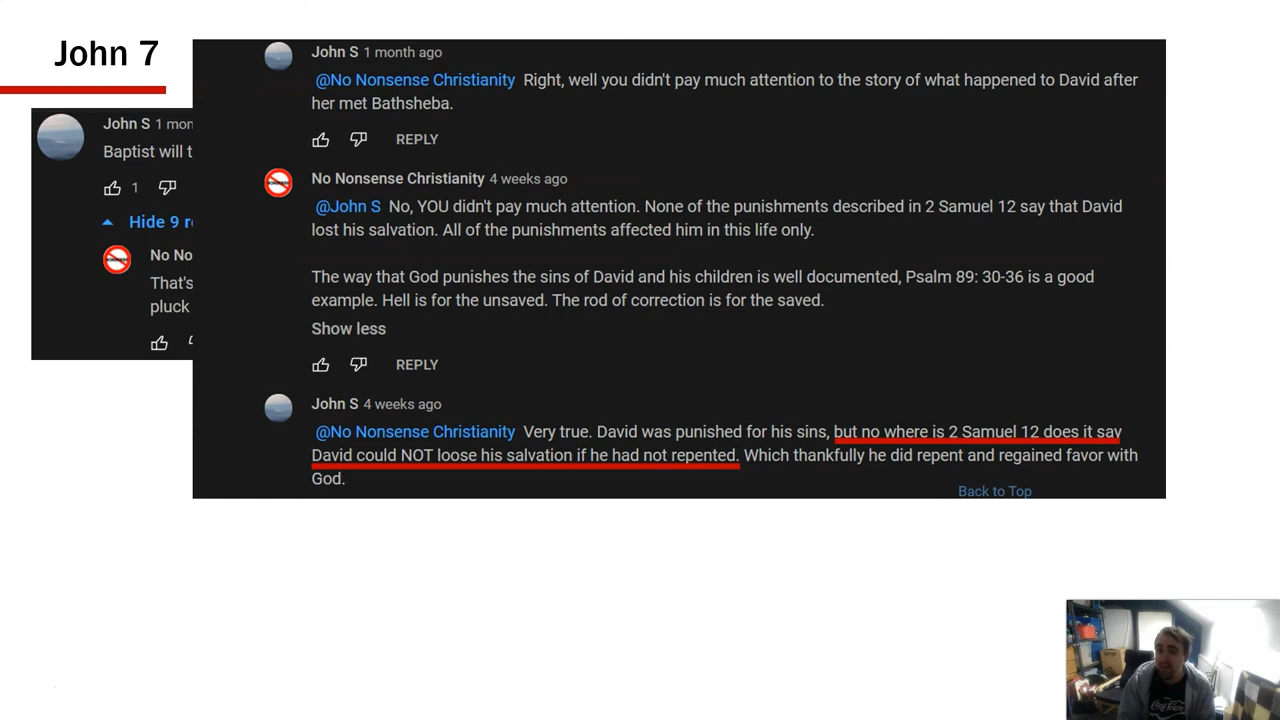 John 7
John S 1 mon
Baptist will t
1
Hide 9 r
No No
That's
pluck
John S 1 month ago
@No Nonsense Christianity Right, well you didn't pay much attention to the story of what happened to David after
her met Bathsheba.
REPLY
No Nonsense Christianity 4 weeks ago
@John S No, YOU didn't pay much attention. None of the punishments described in 2 Samuel 12 say that David
lost his salvation. All of the punishments affected him in this life only.
The way that God punishes the sins of David and his children is well documented, Psalm 89: 30-36 is a good
example. Hell is for the unsaved. The rod of correction is for the saved.
Show less
REPLY
John S 4 weeks ago
@No Nonsense Christianity Very true. David was punished for his sins, but no where is 2 Samuel 12 does it say
David could NOT loose his salvation if he had not repented. Which thankfully he did repent and regained favor with
God.
Back to Top